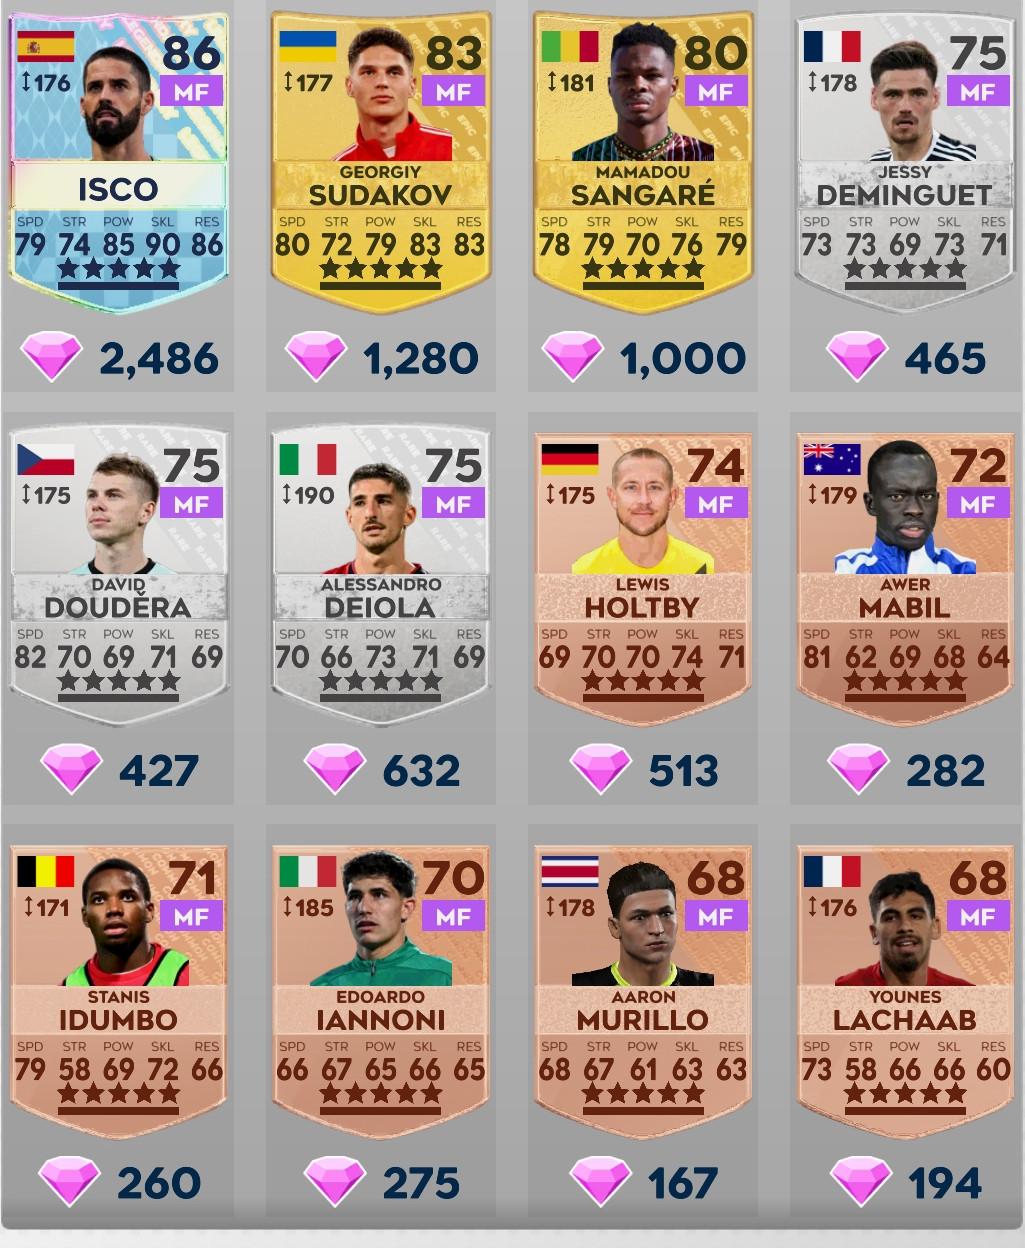 86
↕176
MF
ISCO
SPD STR POW SKL RES
79 74 85 90 86
2,486
83
↕177
MF
GEORGIY
SUDAKOV
SPD STR POW SKL RES
80 72 79 83 83
1,280
80
↕181
MF
MAMADOU
SANGARÉ
SPD STR POW SKL RES
78 79 70 76 79
1,000
75
↕178
MF
JESSY
DEMINGUET
SPD STR POW SKL RES
73 73 69 73 71
465
75
↕175
MF
DAVID
DOUDĚRA
SPD STR POW SKL RES
82 70 69 71 69
427
75
↕190
MF
ALESSANDRO
DEIOLA
SPD STR POW SKL RES
70 66 73 71 69
632
74
↕175
MF
LEWIS
HOLTBY
SPD STR POW SKL RES
69 70 70 74 71
513
72
↕179
MF
AWER
MABIL
SPD STR POW SKL RES
81 62 69 68 64
282
71
↕171
MF
STANIS
IDUMBO
SPD STR POW SKL RES
79 58 69 72 66
260
70
↕185
MF
EDOARDO
IANNONI
SPD STR POW SKL RES
66 67 65 66 65
275
68
↕178
MF
AARON
MURILLO
SPD STR POW SKL RES
68 67 61 63 63
167
68
↕176
MF
YOUNES
LACHAAB
SPD STR POW SKL RES
73 58 66 66 60
194